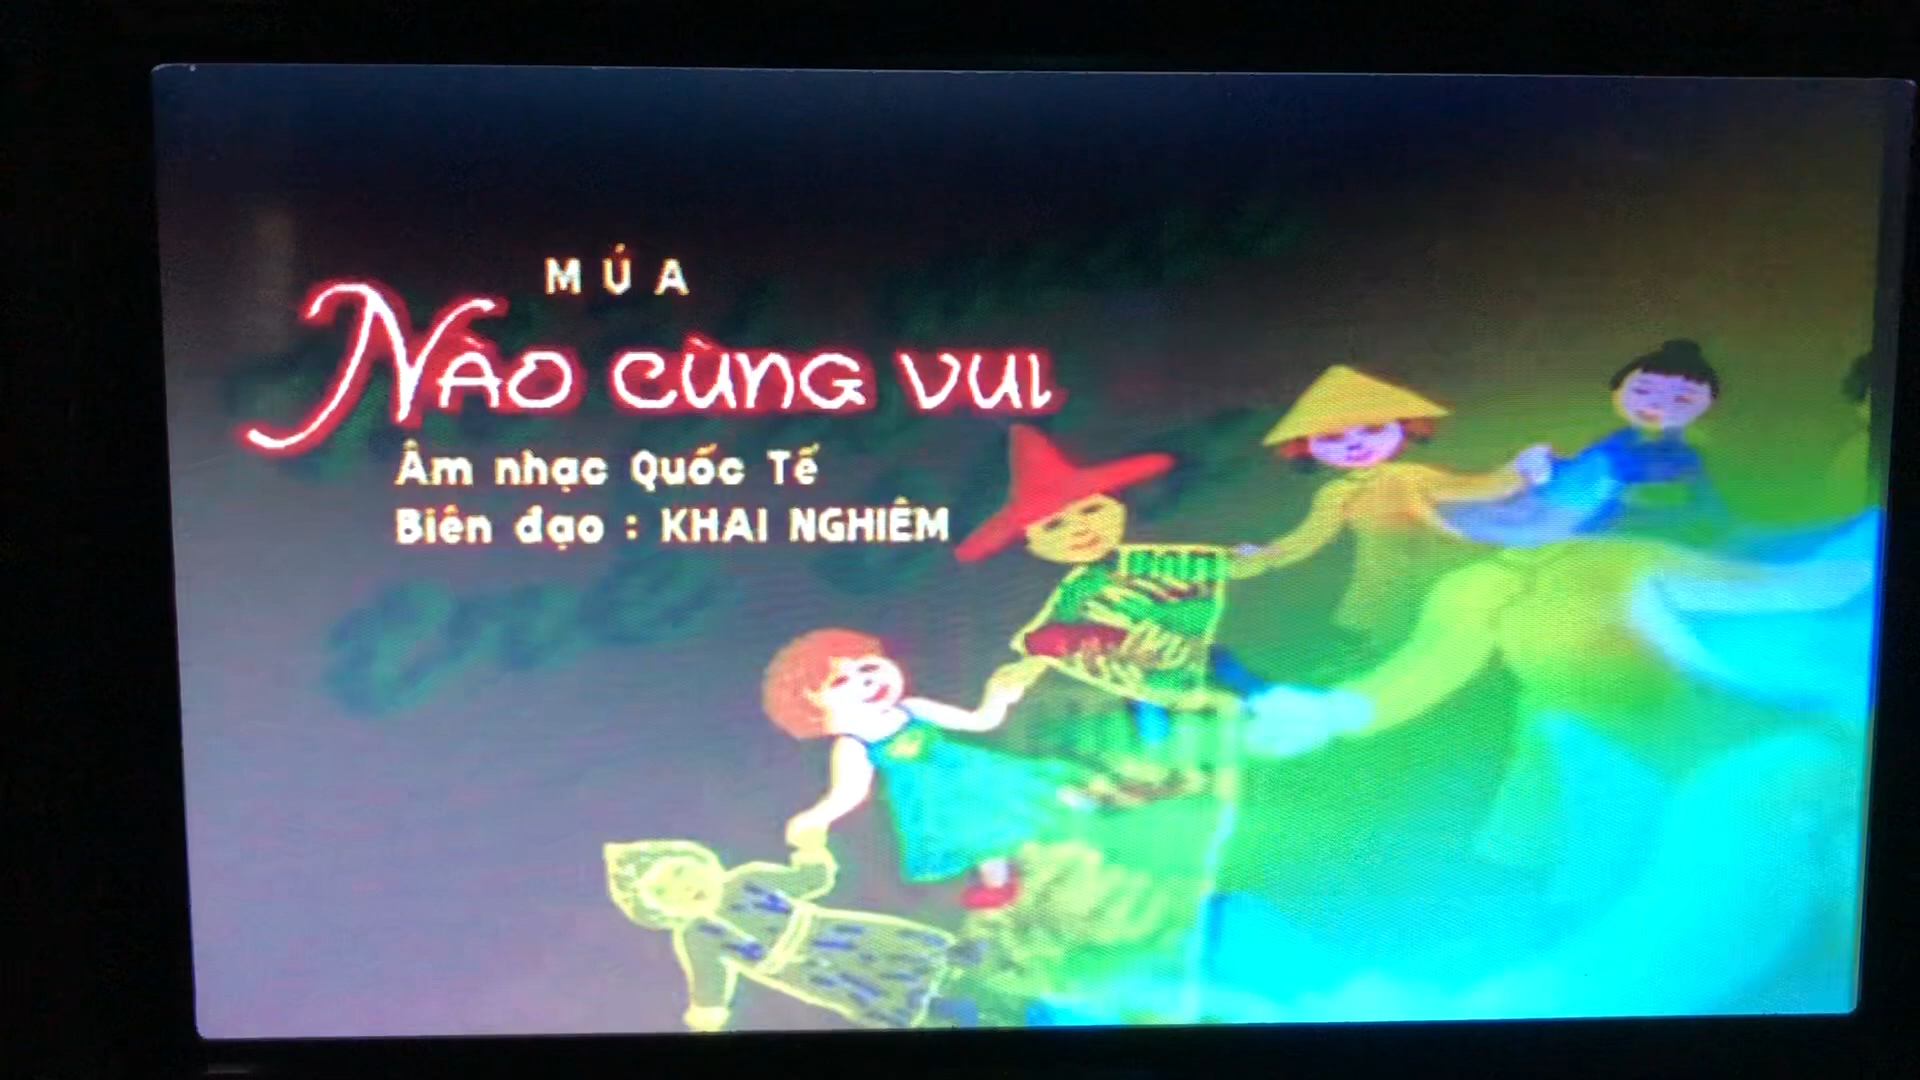 MÚA
NÀO CÙNG VUI
Âm nhạc Quốc Tế
Biên đạo : KHAI NGHIÊM